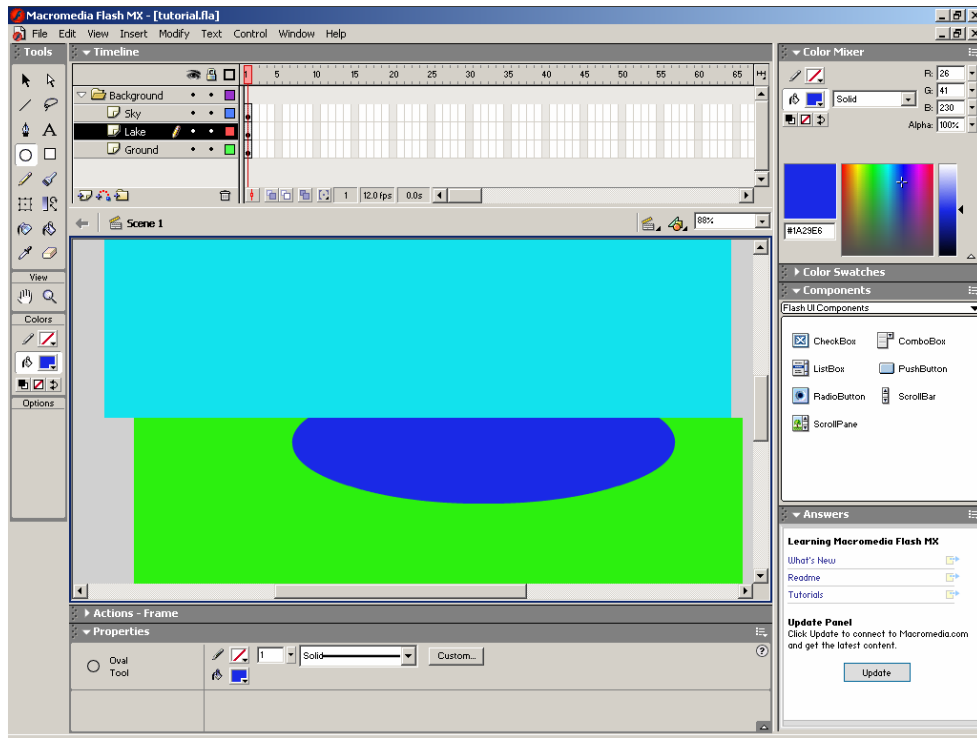 Macromedia Flash MX - [tutorial.fla]
File Edit View Insert Modify Text Control Window Help
Tools
Timeline
1 5 10 15 20 25 30 35 40 45 50 55 60 65
Background
Sky
Lake
Ground
1 12.0 fps 0.0s
Scene 1
88%
View
Colors
Options
Color Mixer
R: 26
G: 41
Solid
B: 230
Alpha: 100%
#1A29E6
Color Swatches
Components
Flash UI Components
CheckBox ComboBox
ListBox PushButton
RadioButton ScrollBar
ScrollPane
Answers
Learning Macromedia Flash MX
What's New
Readme
Tutorials
Update Panel
Click Update to connect to Macromedia.com
and get the latest content.
Update
Actions - Frame
Properties
Oval
Tool
1 Solid Custom...